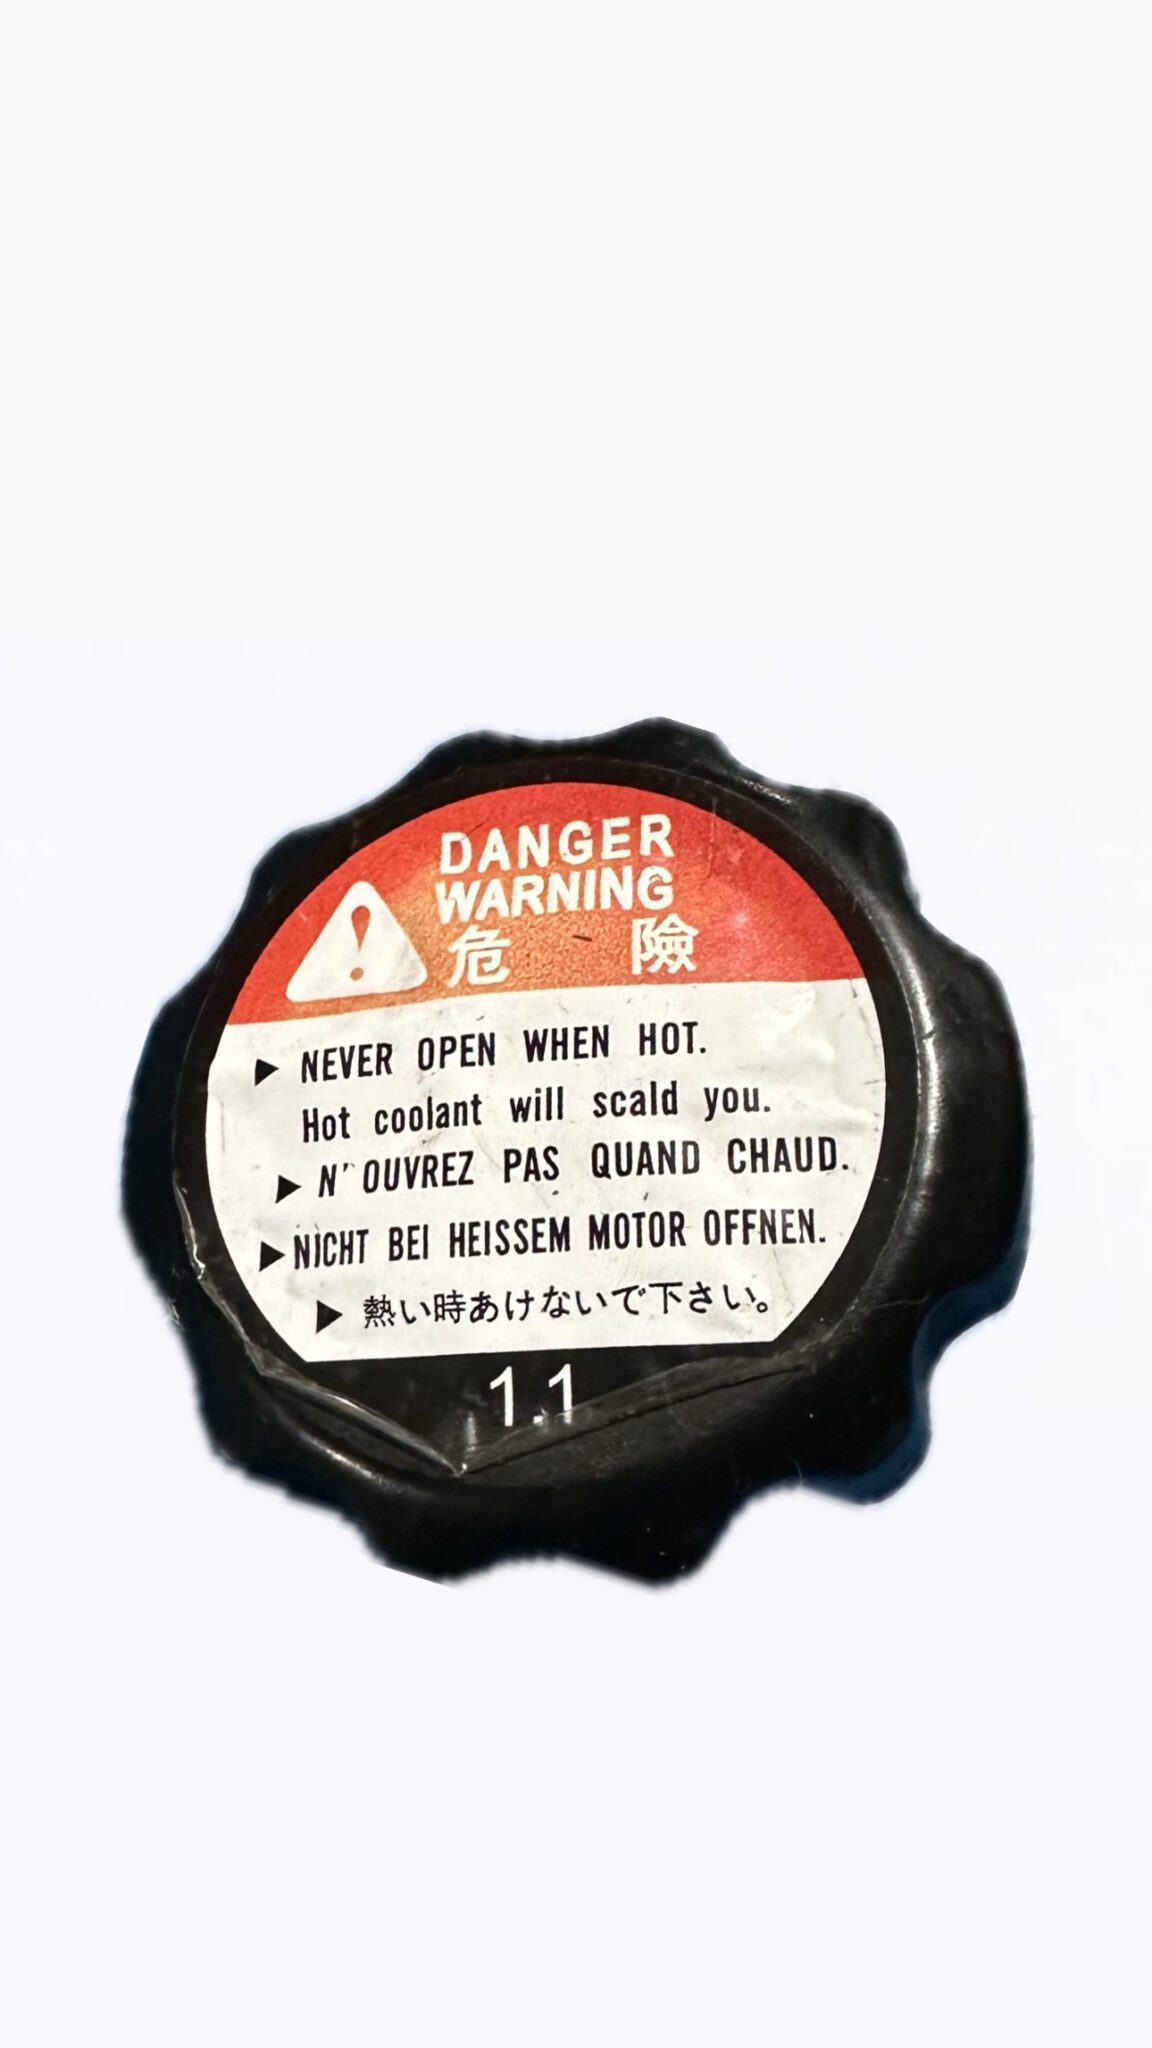 DANGER
WARNING
危 險
▶ NEVER OPEN WHEN HOT.
Hot coolant will scald you.
▶ N'OUVREZ PAS QUAND CHAUD.
▶ NICHT BEI HEISSEM MOTOR OFFNEN.
▶ 熱い時あけないで下さい。
1.1